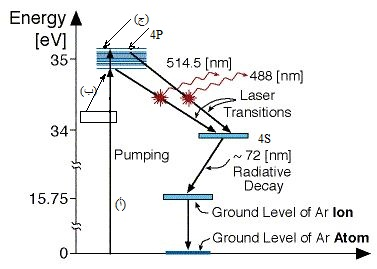 Energy
[eV]
(ج)
4P
35
514.5 [nm]
488 [nm]
(ب)
Laser
Transitions
34
4S
Pumping
~ 72 [nm]
Radiative
Decay
(أ)
15.75
Ground Level of Ar Ion
Ground Level of Ar Atom
0